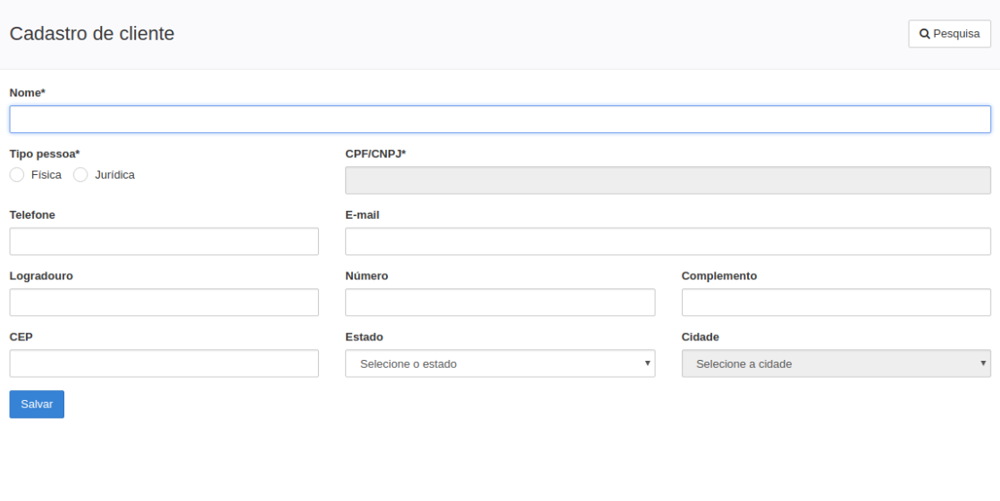 Cadastro de cliente
Pesquisa
Nome*
Tipo pessoa*
CPF/CNPJ*
Física
Jurídica
Telefone
E-mail
Logradouro
Número
Complemento
CEP
Estado
Cidade
Selecione o estado
Selecione a cidade
Salvar